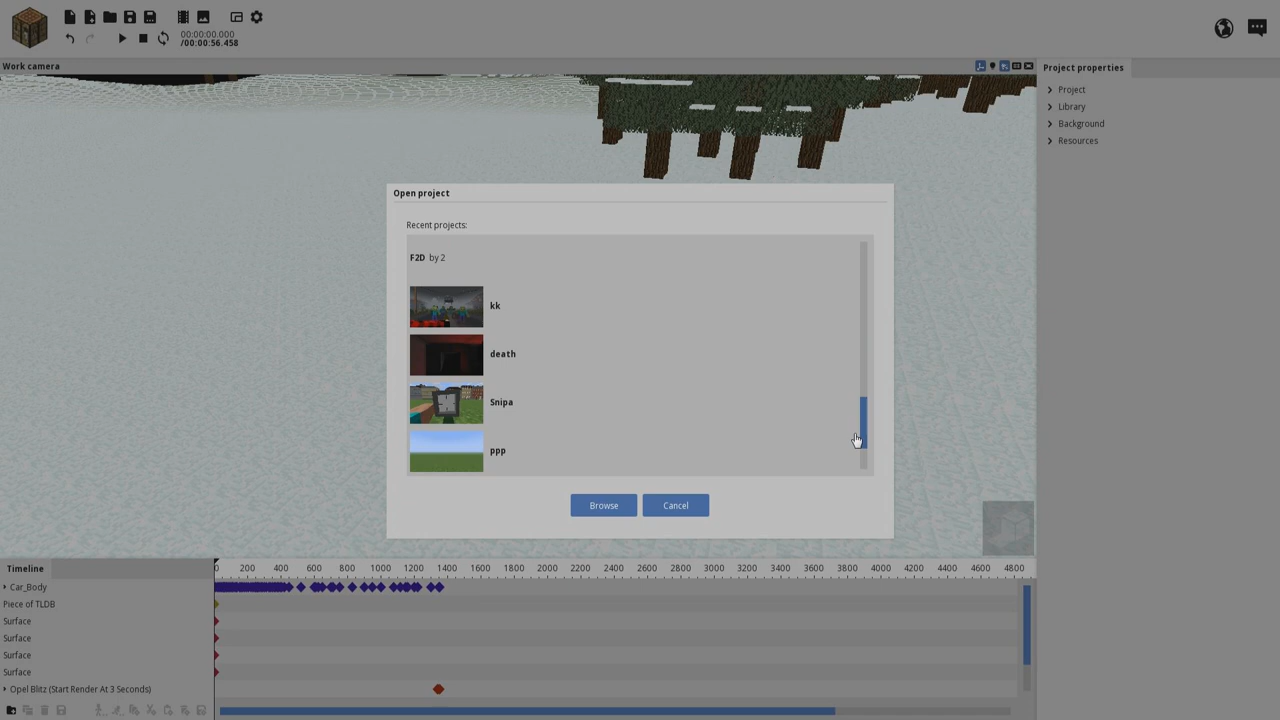 00:00:00.000
/00:00:56.458
Work camera
Project properties
Project
Library
Background
Resources
Open project
Recent projects:
F2D by 2
kk
death
Snipa
ppp
Browse
Cancel
Timeline
0 200 400 600 800 1000 1200 1400 1600 1800 2000 2200 2400 2600 2800 3000 3200 3400 3600 3800 4000 4200 4400 4600 4800
Car_Body
Piece of TLDB
Surface
Surface
Surface
Surface
Opel Blitz (Start Render At 3 Seconds)